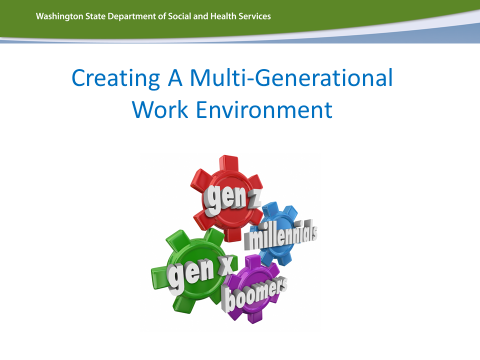 Washington State Department of Social and Health Services
Creating A Multi-Generational
Work Environment
gen z
millennials
gen x
boomers